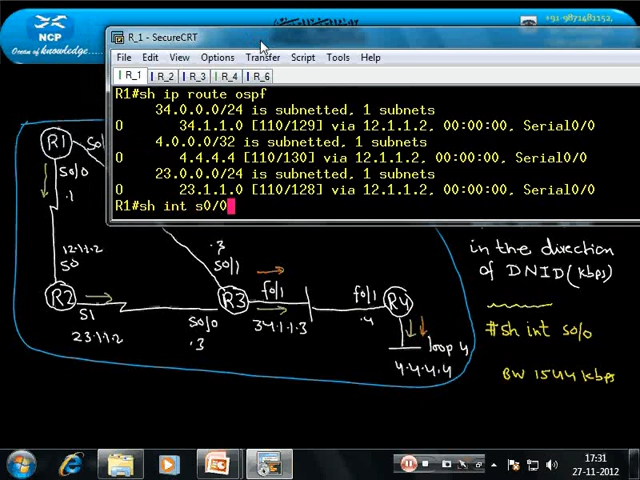 NCP
Ocean of knowledge..
+91-9871481152,
R_1 - SecureCRT
File Edit View Options Transfer Script Tools Help
R_1 R_2 R_3 R_4 R_6
R1#sh ip route ospf
34.0.0.0/24 is subnetted, 1 subnets
O 34.1.1.0 [110/129] via 12.1.1.2, 00:00:00, Serial0/0
4.0.0.0/32 is subnetted, 1 subnets
O 4.4.4.4 [110/130] via 12.1.1.2, 00:00:00, Serial0/0
23.0.0.0/24 is subnetted, 1 subnets
O 23.1.1.0 [110/128] via 12.1.1.2, 00:00:00, Serial0/0
R1#sh int s0/0
R1
S0/0
.1
12.1.1.2
S0
R2
S1
23.1.1.2
.3
S0/1
S0/0
.3
R3
f0/1
34.1.1.3
f0/1
.4
R4
loop 4
4.4.4.4
in the direction
of DNID (kbps)
#sh int s0/0
BW 1544 kbps
17:31
27-11-2012